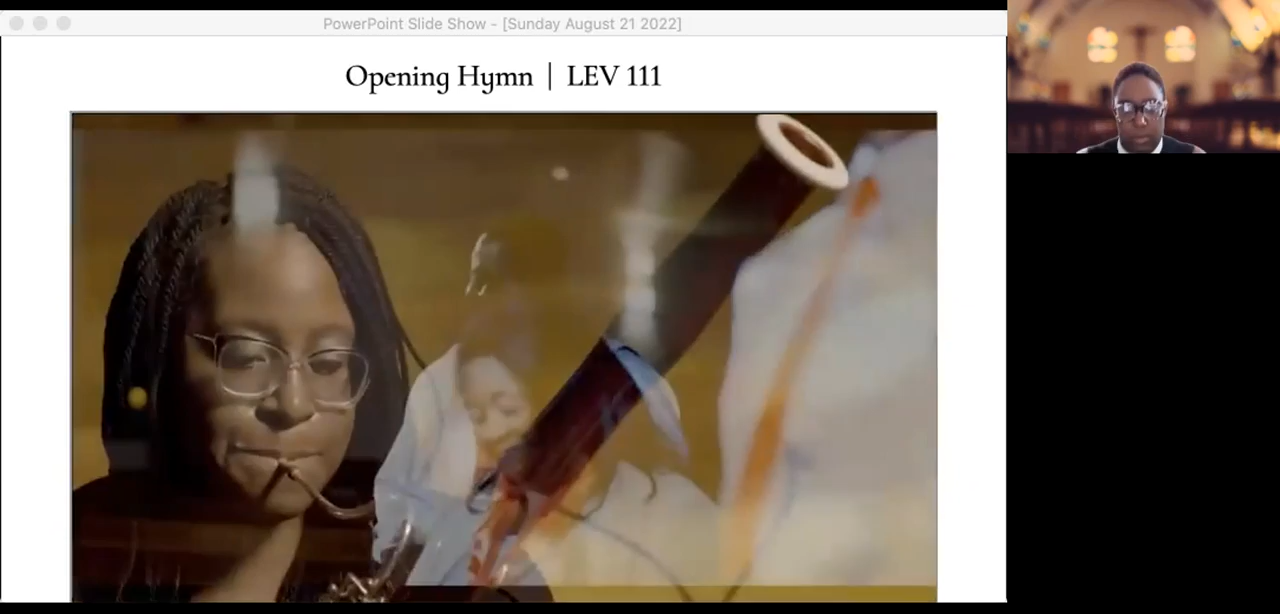 PowerPoint Slide Show - [Sunday August 21 2022]
Opening Hymn | LEV 111